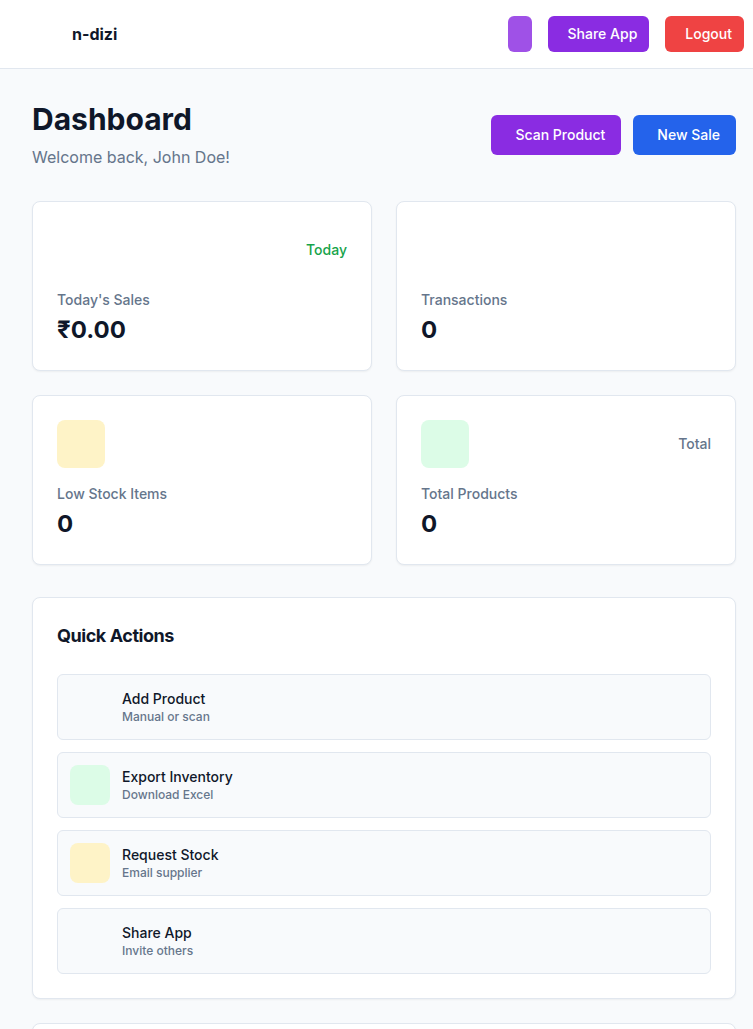 n-dizi
Share App
Logout
Dashboard
Welcome back, John Doe!
Scan Product
New Sale
Today
Today's Sales
₹0.00
Transactions
0
Low Stock Items
0
Total
Total Products
0
Quick Actions
Add Product
Manual or scan
Export Inventory
Download Excel
Request Stock
Email supplier
Share App
Invite others